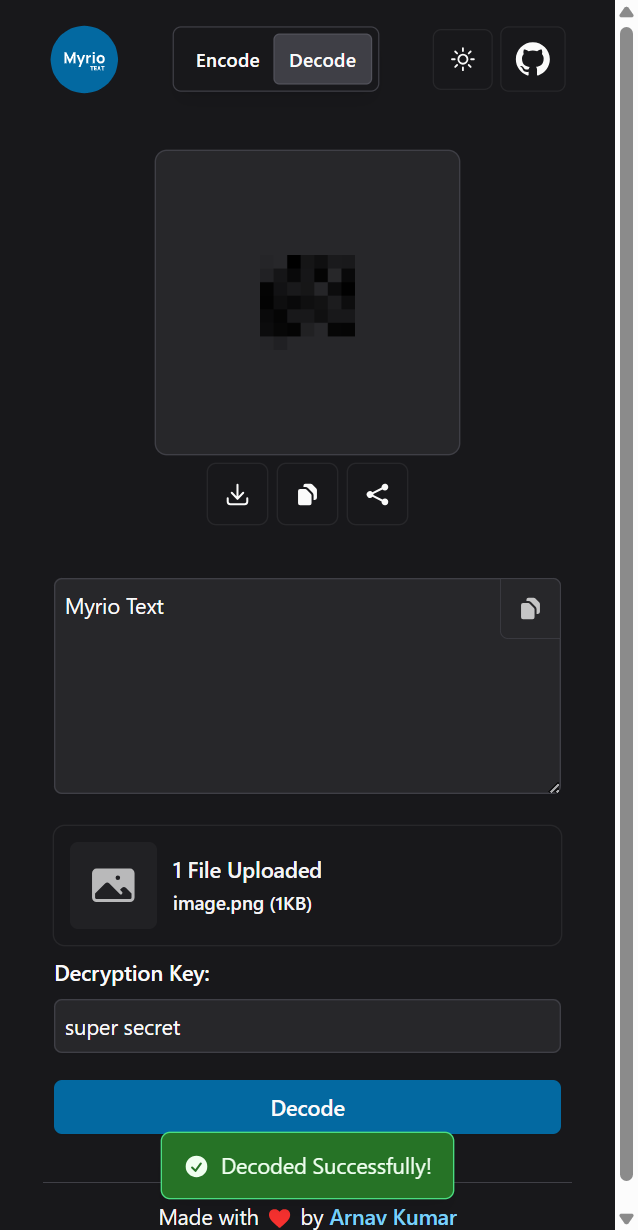 Myrio
TEXT
Encode
Decode
Myrio Text
1 File Uploaded
image.png (1KB)
Decryption Key:
super secret
Decode
Decoded Successfully!
Made with ❤️ by Arnav Kumar